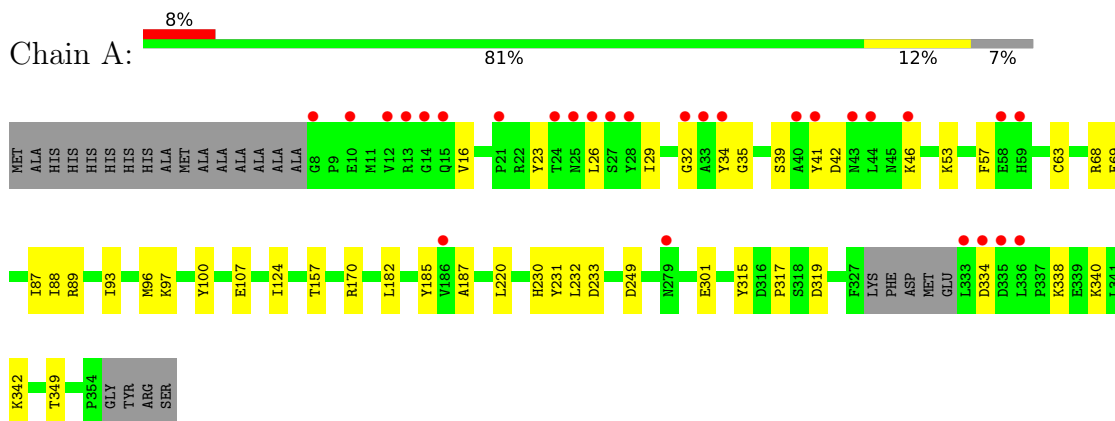 8%
Chain A:
81% 12% 7%
MET ALA HIS HIS HIS HIS HIS HIS ALA MET ALA ALA ALA ALA ALA ALA G8 P9 E10 M11 V12 R13 G14 Q15 V16 P21 R22 Y23 T24 N25 L26 S27 Y28 I29 G32 A33 Y34 G35 S39 A40 Y41 D42 N43 L44 N45 K46 K53 F57 E58 H59 C63 R68
I87 I88 R89 I93 M96 K97 Y100 E107 I124 T157 R170 L182 Y185 V186 A187 L220 H230 Y231 L232 D233 D249 N279 E301 Y315 D316 P317 S318 D319 F327 LYS PHE ASP MET GLU L333 D334 D335 L336 P337 K338 E339 K340 L341
K342 T349 P354 GLY TYR ARG SER